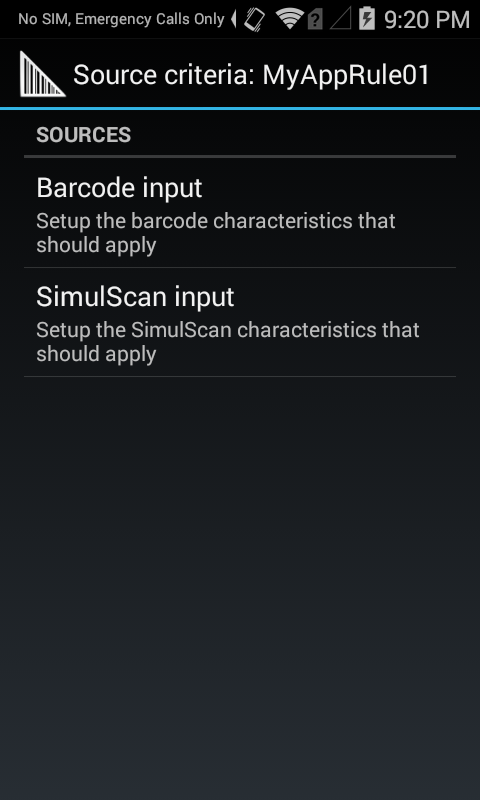 No SIM, Emergency Calls Only
9:20 PM
Source criteria: MyAppRule01
SOURCES
Barcode input
Setup the barcode characteristics that
should apply
SimulScan input
Setup the SimulScan characteristics that
should apply